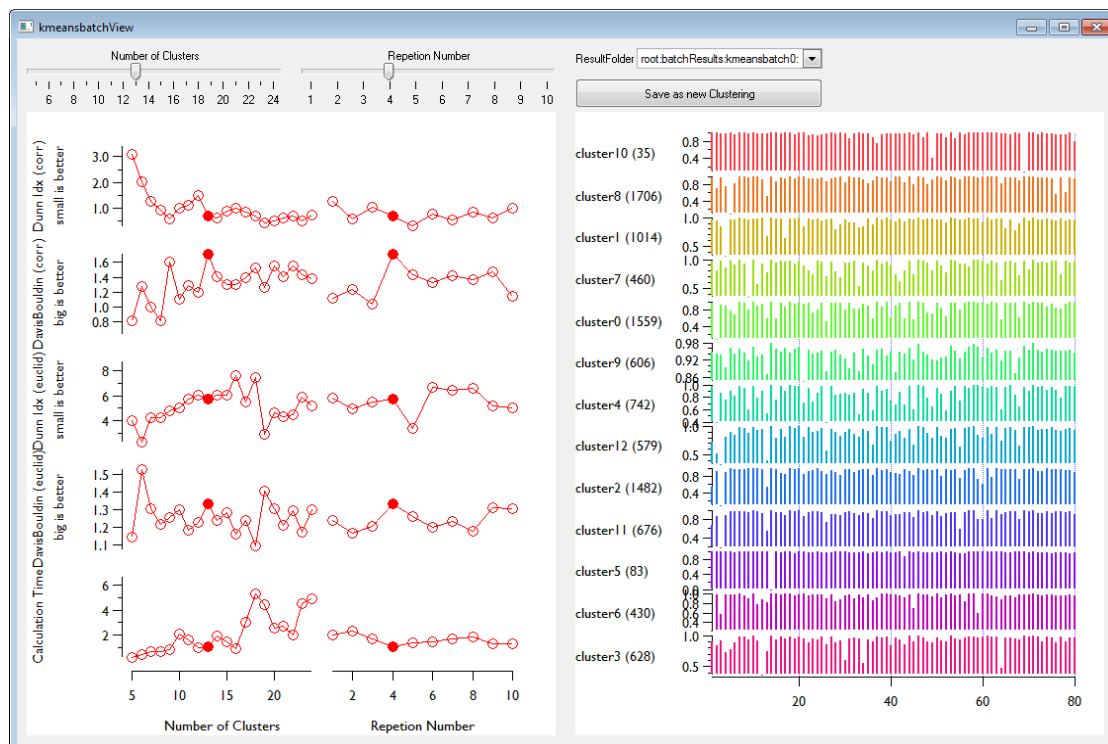 kmeansbatchView
Number of Clusters
6 8 10 12 14 16 18 20 22 24
Repetion Number
1 2 3 4 5 6 7 8 9 10
ResultFolder root:batchResults:kmeansbatch0:
Save as new Clustering
Dunn Idx (corr)
small is better
3.0
2.0
1.0
DavisBouldin (corr)
big is better
1.6
1.4
1.2
1.0
0.8
Dunn Idx (euclid)
small is better
8
6
4
DavisBouldin (euclid)
big is better
1.5
1.4
1.3
1.2
1.1
Calculation Time
6
4
2
5 10 15 20
Number of Clusters
2 4 6 8 10
Repetion Number
cluster10 (35)
0.8
0.4
cluster8 (1706)
0.8
0.4
cluster1 (1014)
1.0
0.5
cluster7 (460)
1.0
0.5
cluster0 (1559)
0.8
0.4
cluster9 (606)
0.98
0.92
0.86
cluster4 (742)
1.0
0.8
0.6
0.4
cluster12 (579)
1.0
0.5
cluster2 (1482)
0.8
0.4
cluster11 (676)
0.8
0.4
cluster5 (83)
0.8
0.4
0.0
cluster6 (430)
1.0
0.8
0.6
0.4
cluster3 (628)
1.0
0.5
20 40 60 80